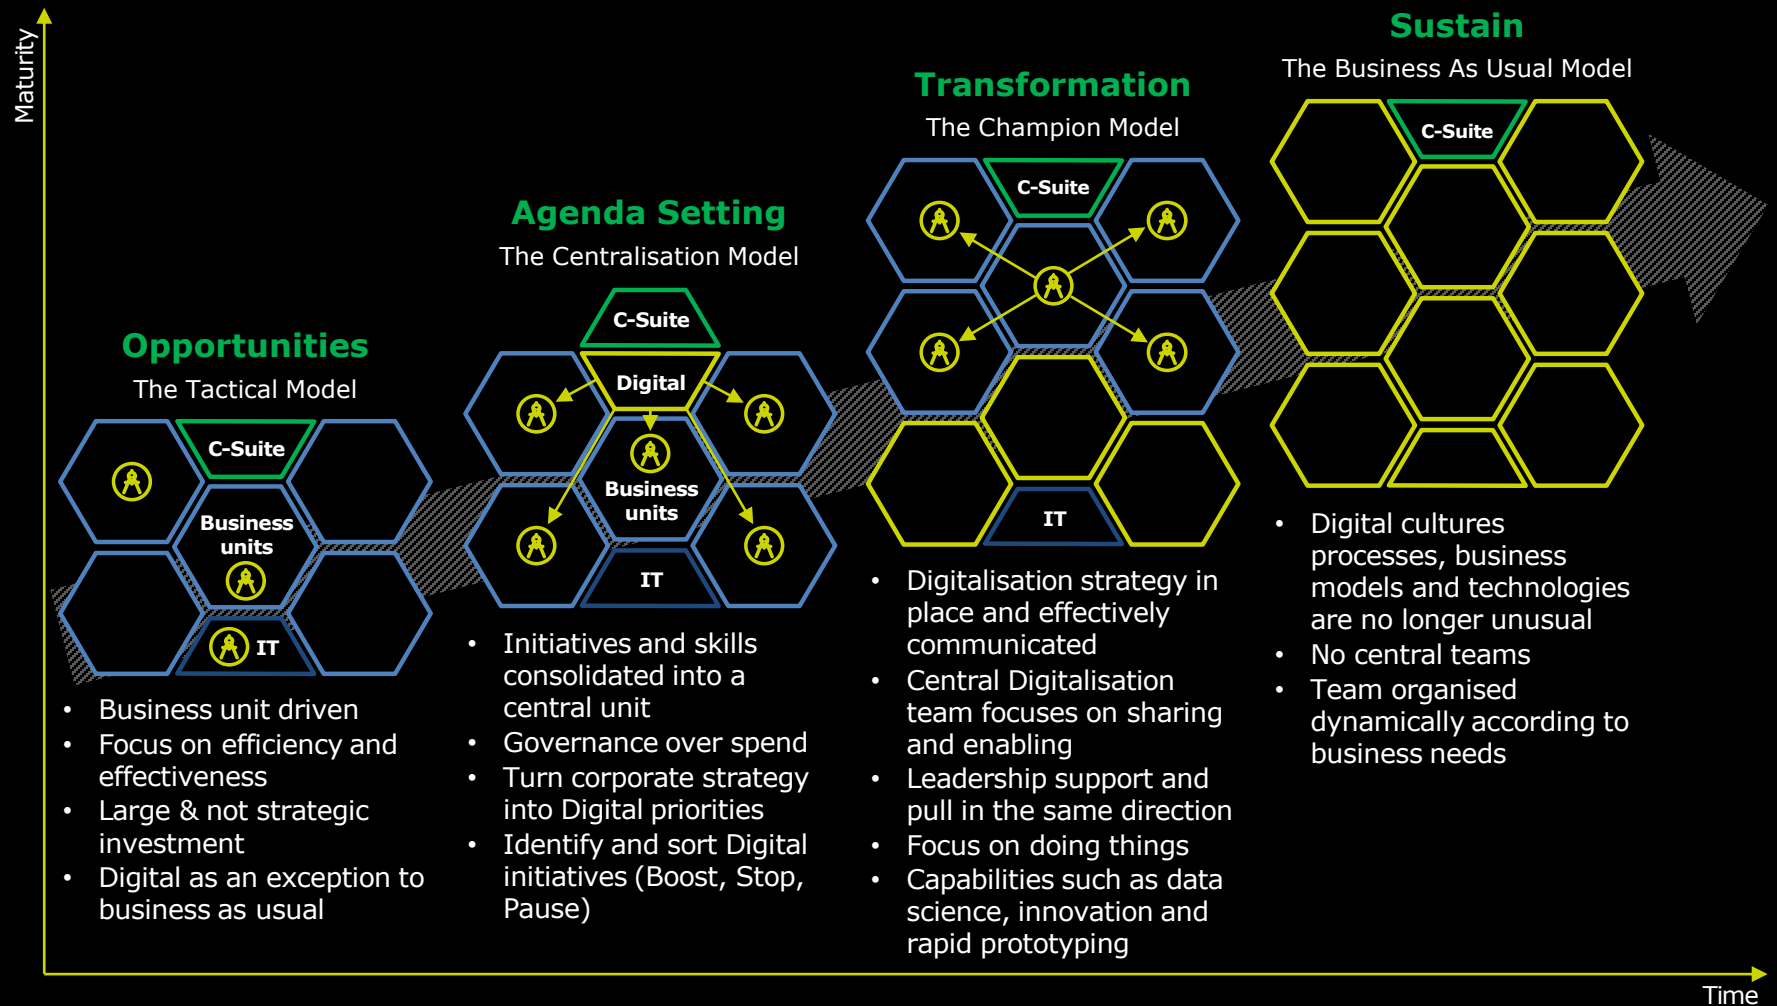 Maturity
Opportunities
The Tactical Model
C-Suite
Business
units
IT
• Business unit driven
• Focus on efficiency and
effectiveness
• Large & not strategic
investment
• Digital as an exception to
business as usual
Agenda Setting
The Centralisation Model
C-Suite
Digital
Business
units
IT
• Initiatives and skills
consolidated into a
central unit
• Governance over spend
• Turn corporate strategy
into Digital priorities
• Identify and sort Digital
initiatives (Boost, Stop,
Pause)
Transformation
The Champion Model
C-Suite
IT
• Digitalisation strategy in
place and effectively
communicated
• Central Digitalisation
team focuses on sharing
and enabling
• Leadership support and
pull in the same direction
• Focus on doing things
• Capabilities such as data
science, innovation and
rapid prototyping
Sustain
The Business As Usual Model
C-Suite
• Digital cultures
processes, business
models and technologies
are no longer unusual
• No central teams
• Team organised
dynamically according to
business needs
Time